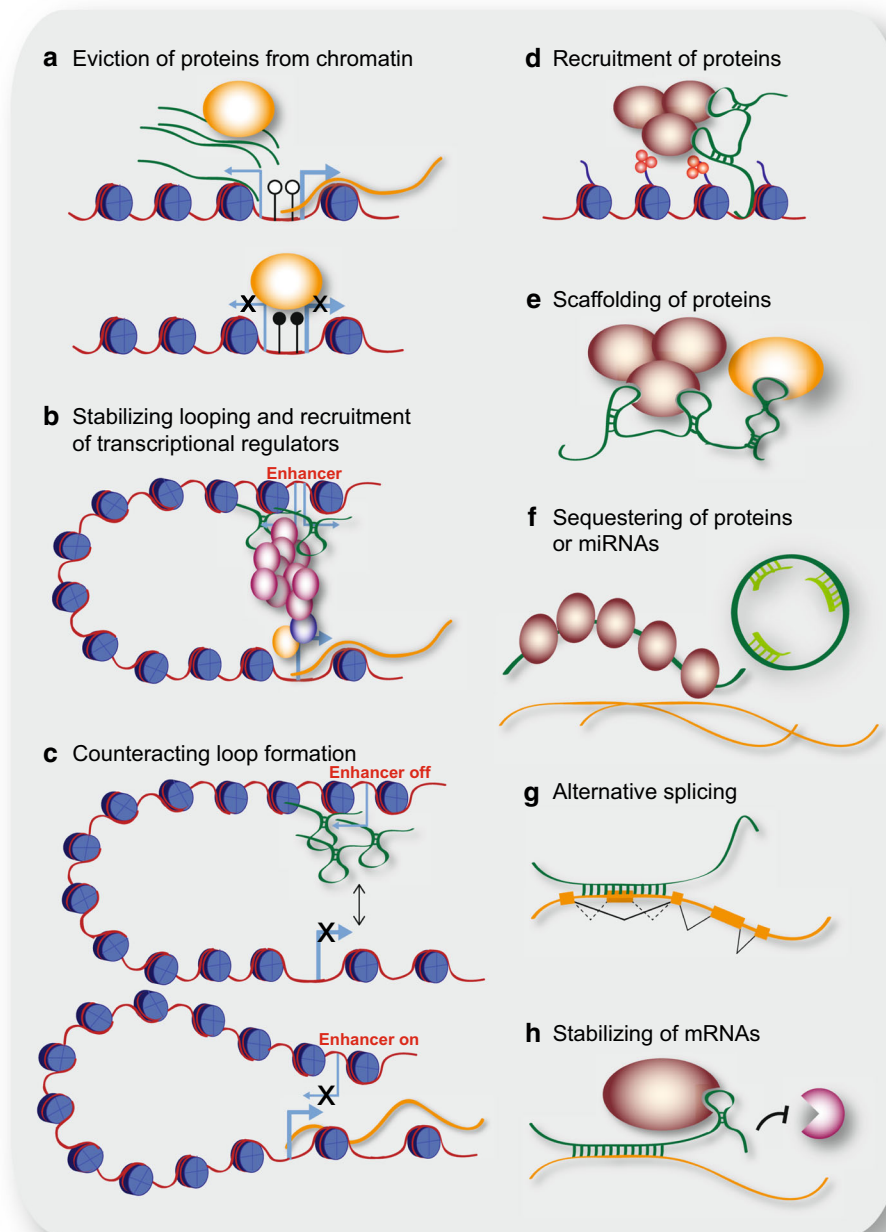 a Eviction of proteins from chromatin
X
X
b Stabilizing looping and recruitment
of transcriptional regulators
Enhancer
c Counteracting loop formation
Enhancer off
X
Enhancer on
X
d Recruitment of proteins
e Scaffolding of proteins
f Sequestering of proteins
or miRNAs
g Alternative splicing
h Stabilizing of mRNAs